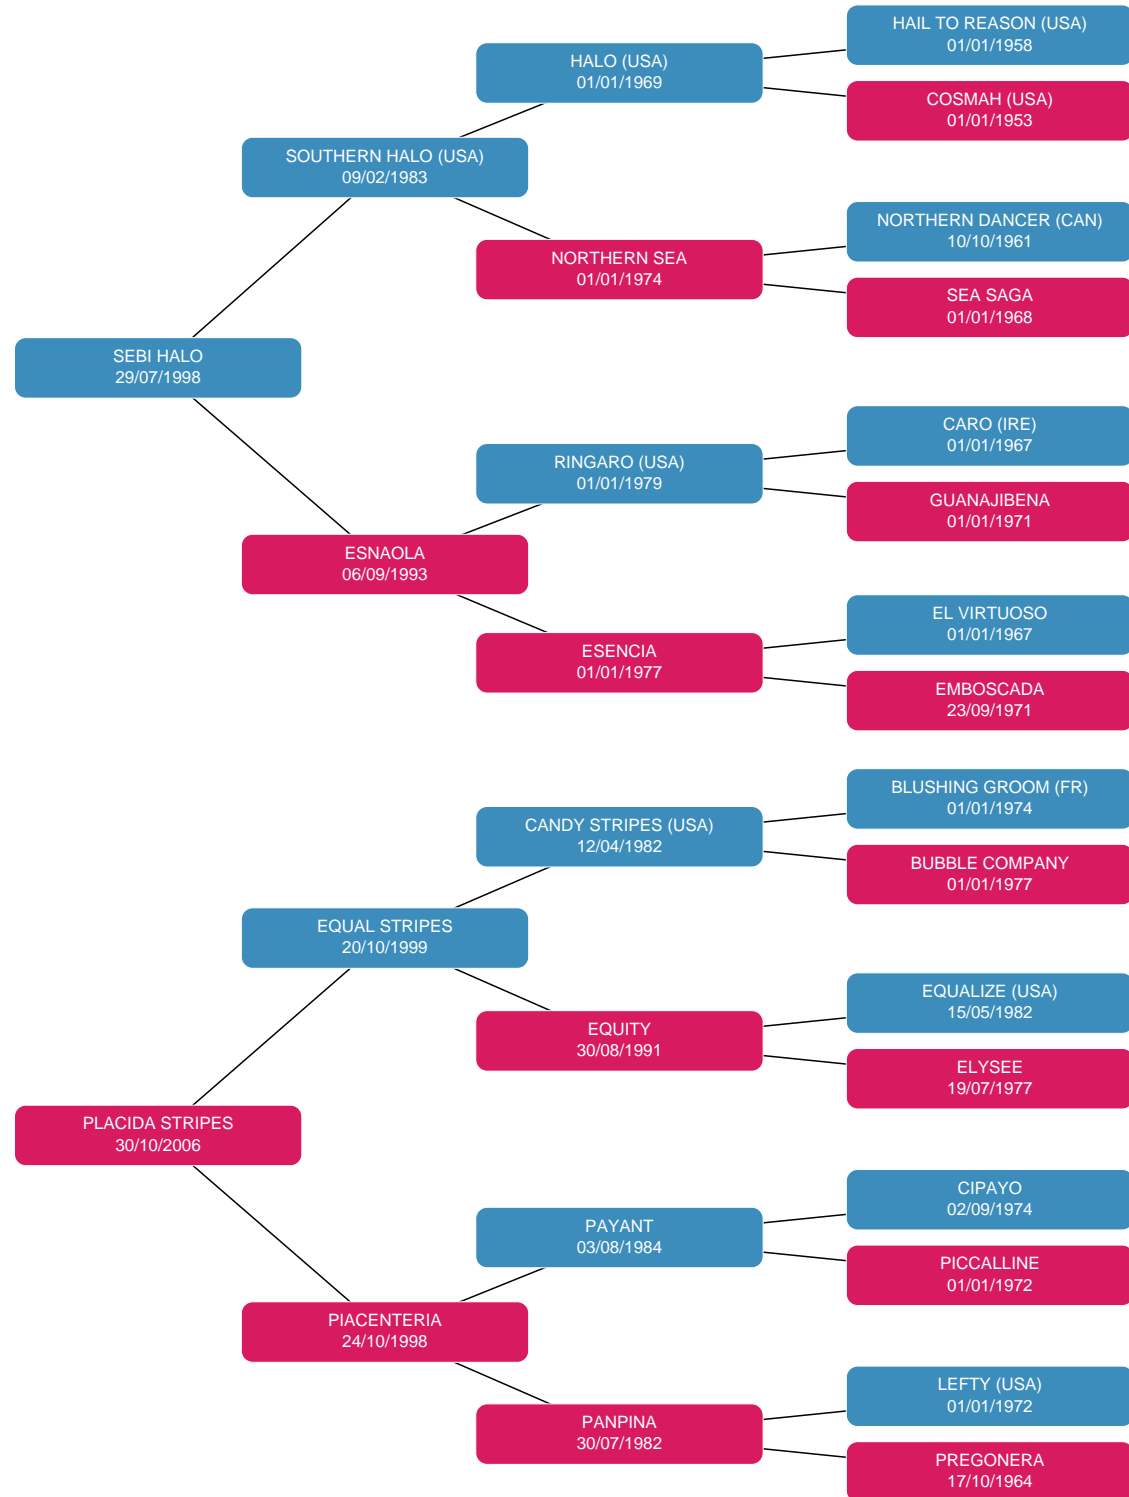 HAIL TO REASON (USA)
01/01/1958
HALO (USA)
01/01/1969
COSMAH (USA)
01/01/1953
SOUTHERN HALO (USA)
09/02/1983
NORTHERN DANCER (CAN)
10/10/1961
NORTHERN SEA
01/01/1974
SEA SAGA
01/01/1968
SEBI HALO
29/07/1998
CARO (IRE)
01/01/1967
RINGARO (USA)
01/01/1979
GUANAJIBENA
01/01/1971
ESNAOLA
06/09/1993
EL VIRTUOSO
01/01/1967
ESENCIA
01/01/1977
EMBOSCADA
23/09/1971
BLUSHING GROOM (FR)
01/01/1974
CANDY STRIPES (USA)
12/04/1982
BUBBLE COMPANY
01/01/1977
EQUAL STRIPES
20/10/1999
EQUALIZE (USA)
15/05/1982
EQUITY
30/08/1991
ELYSEE
19/07/1977
PLACIDA STRIPES
30/10/2006
CIPAYO
02/09/1974
PAYANT
03/08/1984
PICCALLINE
01/01/1972
PIACENTERIA
24/10/1998
LEFTY (USA)
01/01/1972
PANPINA
30/07/1982
PREGONERA
17/10/1964